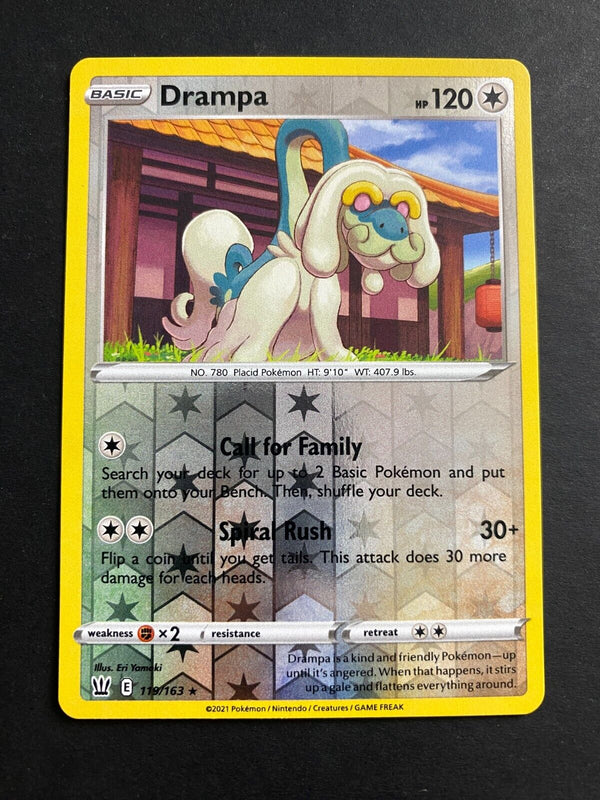 BASIC Drampa HP 120
NO. 780 Placid Pokémon HT: 9'10" WT: 407.9 lbs.
Call for Family
Search your deck for up to 2 Basic Pokémon and put
them onto your Bench. Then, shuffle your deck.
Spiral Rush 30+
Flip a coin until you get tails. This attack does 30 more
damage for each heads.
weakness ×2 resistance retreat
Illus. Eri Yamaki
Drampa is a kind and friendly Pokémon—up
until it's angered. When that happens, it stirs
up a gale and flattens everything around.
E 119/163 ★
©2021 Pokémon / Nintendo / Creatures / GAME FREAK